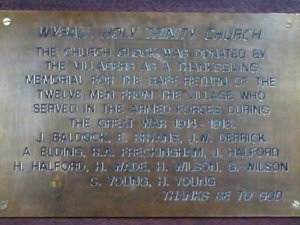 WYSALL HOLY TRINITY CHURCH
THE CHURCH CLOCK WAS DONATED BY
THE VILLAGERS AS A THANKSGIVING
MEMORIAL FOR THE SAFE RETURN OF THE
TWELVE MEN FROM THE VILLAGE WHO
SERVED IN THE ARMED FORCES DURING
THE GREAT WAR 1914-1918.
J. BALDOCK, E. BRYANS, J.W. DERRICK
A. ELDING, R.A. FRECKINGHAM, J. HALFORD
H. HALFORD, H. WADE, H. WILSON, G. WILSON
S. YOUNG, H. YOUNG
THANKS BE TO GOD.